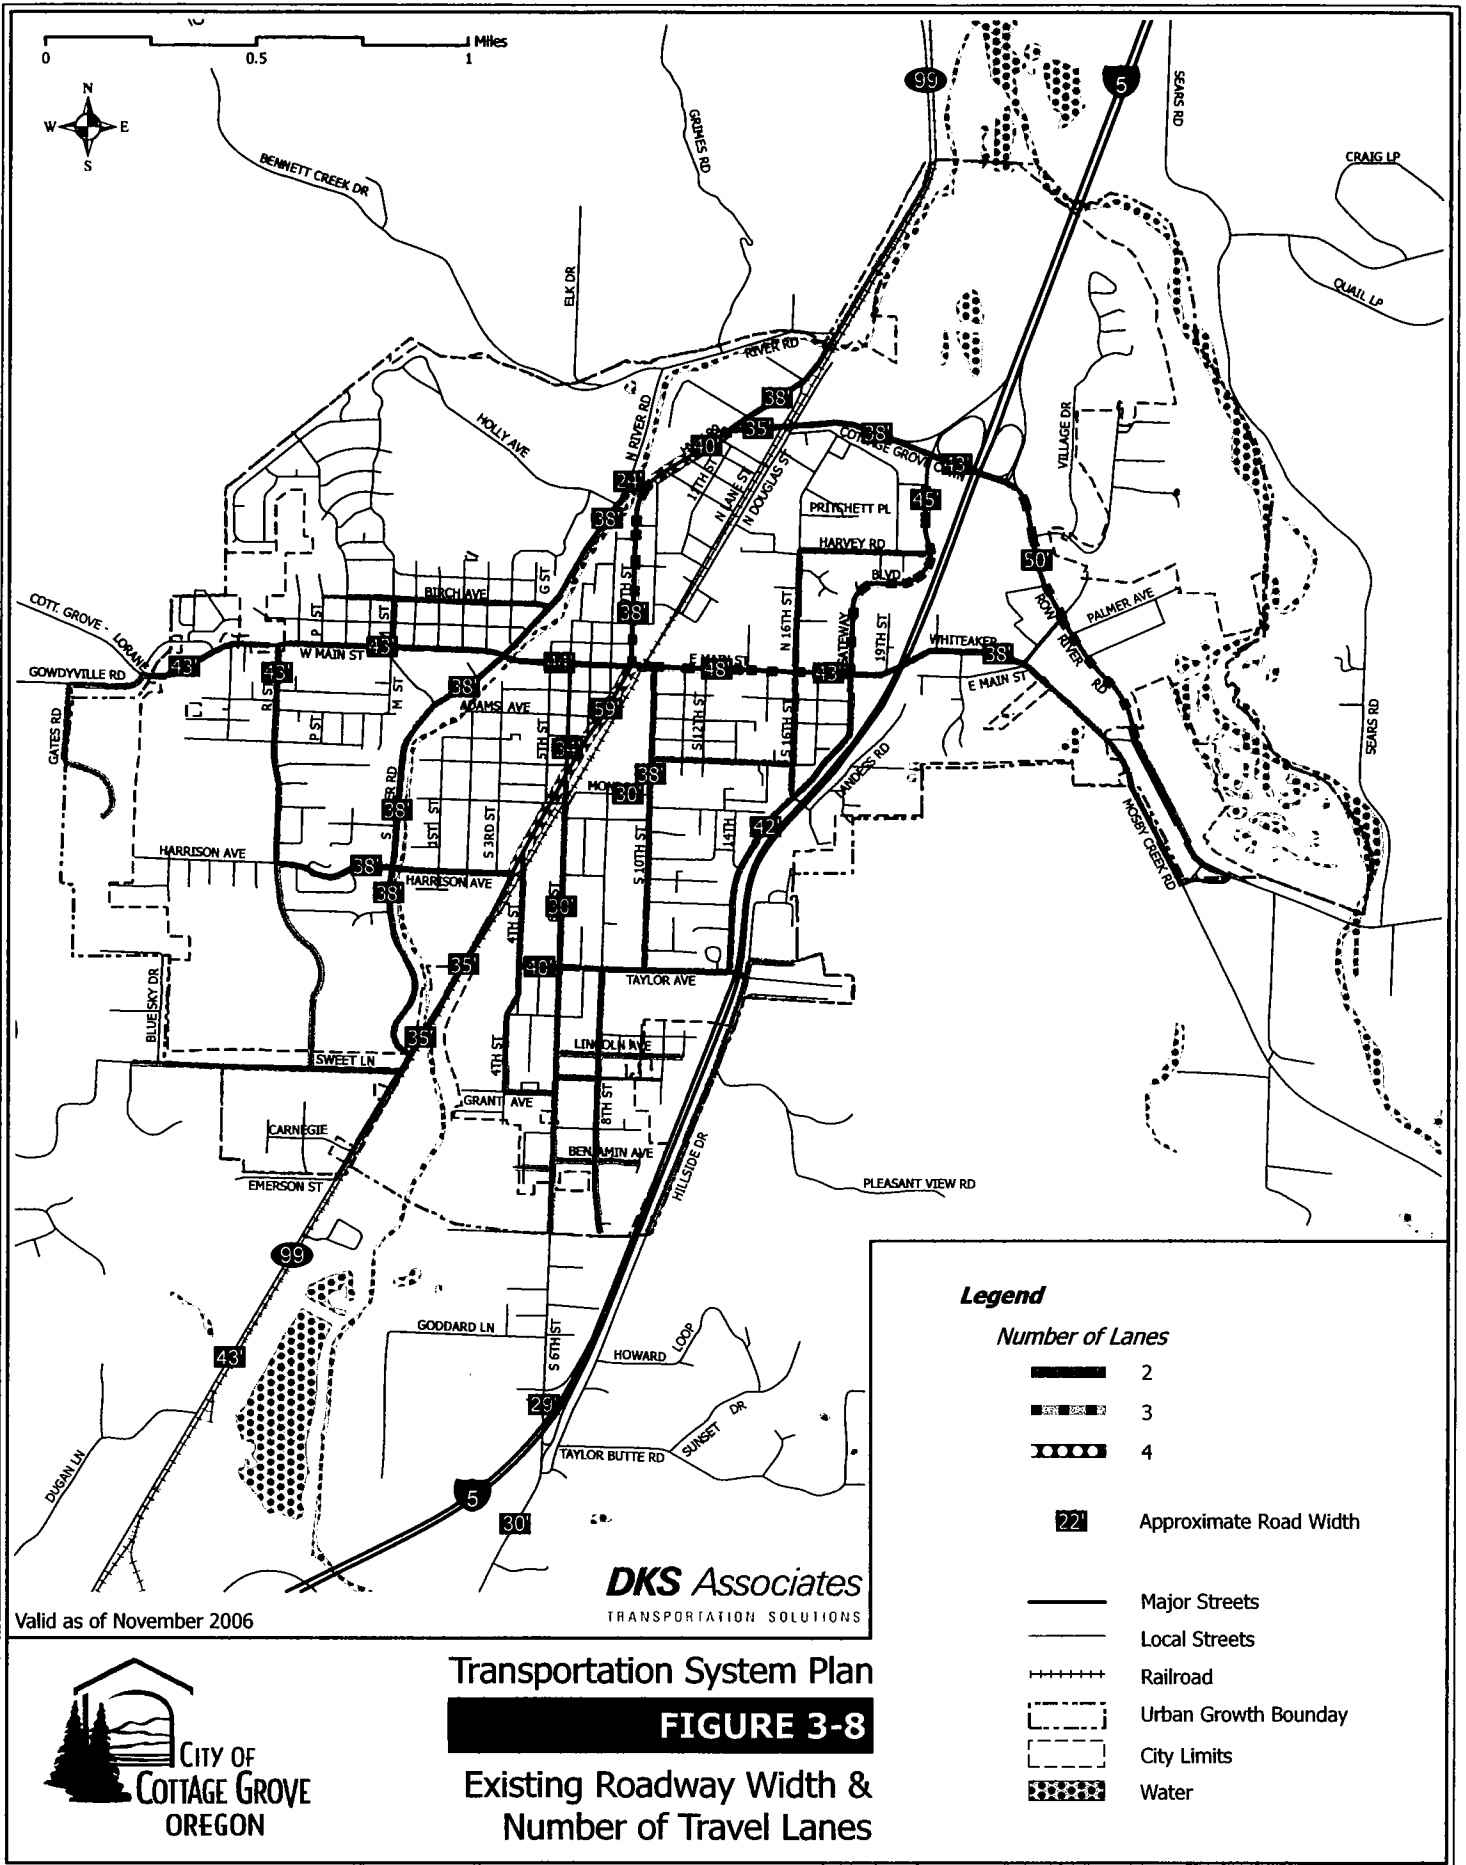 Miles
0 0.5 1
N
W E
S
99
5
SEARS RD
CRAIG LP
GRIMES RD
BENNETT CREEK DR
ELK DR
QUAIL LP
RIVER RD
38'
N RIVER RD
HOLLY AVE
35'
38'
40'
COTTAGE GROVE
43'
VILLAGE DR
24'
11TH ST
N LANE ST
N DOUGLAS ST
45'
38'
PRITCHETT PL
HARVEY RD
50'
G ST
BLVD
BIRCH AVE
COTT. GROVE - LORANE
P ST
M ST
38'
N 16TH ST
GATEWAY
19TH ST
ROW RIVER RD
PALMER AVE
WHITEAKER
W MAIN ST
43'
44'
E MAIN ST
48'
43'
38'
GOWDYVILLE RD
43'
R ST
E MAIN ST
M ST
38'
ADAMS AVE
59'
GATES RD
P ST
5TH ST
S 12TH ST
S 16TH ST
SEARS RD
LANDESS RD
38'
30'
38'
1ST ST
S 3RD ST
S 10TH ST
14TH
42'
MOSBY CREEK RD
HARRISON AVE
38'
HARRISON AVE
38'
4TH ST
30'
35'
40'
TAYLOR AVE
BLUE SKY DR
35'
SWEET LN
4TH ST
LINCOLN AVE
GRANT AVE
8TH ST
CARNEGIE
BENJAMIN AVE
HILLSIDE DR
EMERSON ST
PLEASANT VIEW RD
99
GODDARD LN
S 6TH ST
HOWARD LOOP
43'
29'
SUNSET DR
TAYLOR BUTTE RD
DUGAN LN
5
30'
Legend
Number of Lanes
2
3
4
22' Approximate Road Width
Major Streets
Local Streets
Railroad
Urban Growth Bounday
City Limits
Water
DKS Associates
TRANSPORTATION SOLUTIONS
Valid as of November 2006
Transportation System Plan
FIGURE 3-8
Existing Roadway Width &
Number of Travel Lanes
CITY OF
COTTAGE GROVE
OREGON